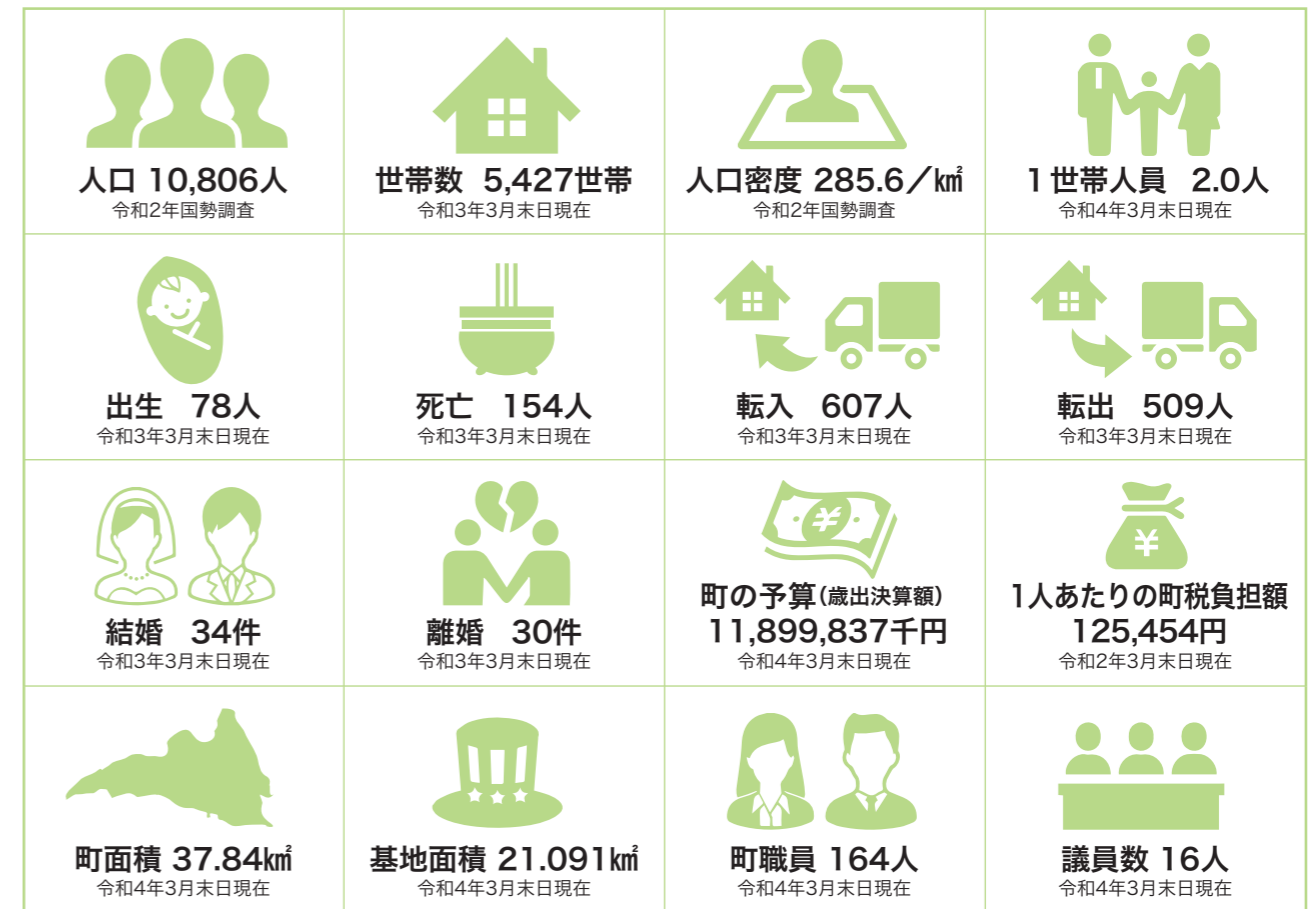 人口 10,806人
令和2年国勢調査
世帯数 5,427世帯
令和3年3月末日現在
人口密度 285.6／㎢
令和2年国勢調査
1世帯人員 2.0人
令和4年3月末日現在
出生 78人
令和3年3月末日現在
死亡 154人
令和3年3月末日現在
転入 607人
令和3年3月末日現在
転出 509人
令和3年3月末日現在
結婚 34件
令和3年3月末日現在
離婚 30件
令和3年3月末日現在
¥
町の予算(歳出決算額)
11,899,837千円
令和4年3月末日現在
¥
1人あたりの町税負担額
125,454円
令和2年3月末日現在
町面積 37.84㎢
令和4年3月末日現在
基地面積 21.091㎢
令和4年3月末日現在
町職員 164人
令和4年3月末日現在
議員数 16人
令和4年3月末日現在